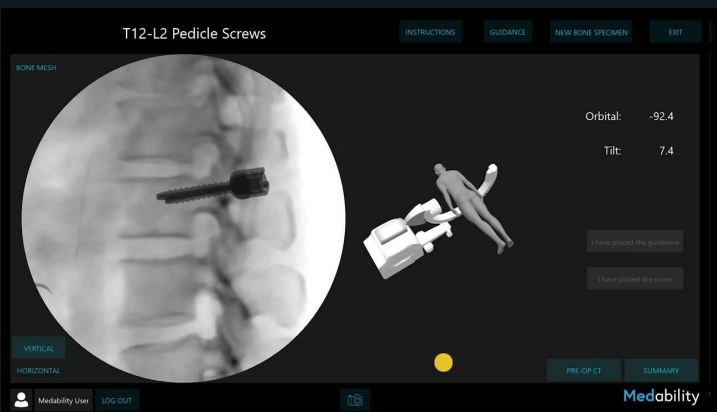 T12-L2 Pedicle Screws
INSTRUCTIONS
GUIDANCE
NEW BONE SPECIMEN
EXIT
BONE MESH
Orbital: -92.4
Tilt: 7.4
I have placed the guidewire
I have placed the screw
VERTICAL
HORIZONTAL
PRE-OP CT
SUMMARY
Medability User
LOG OUT
Medability